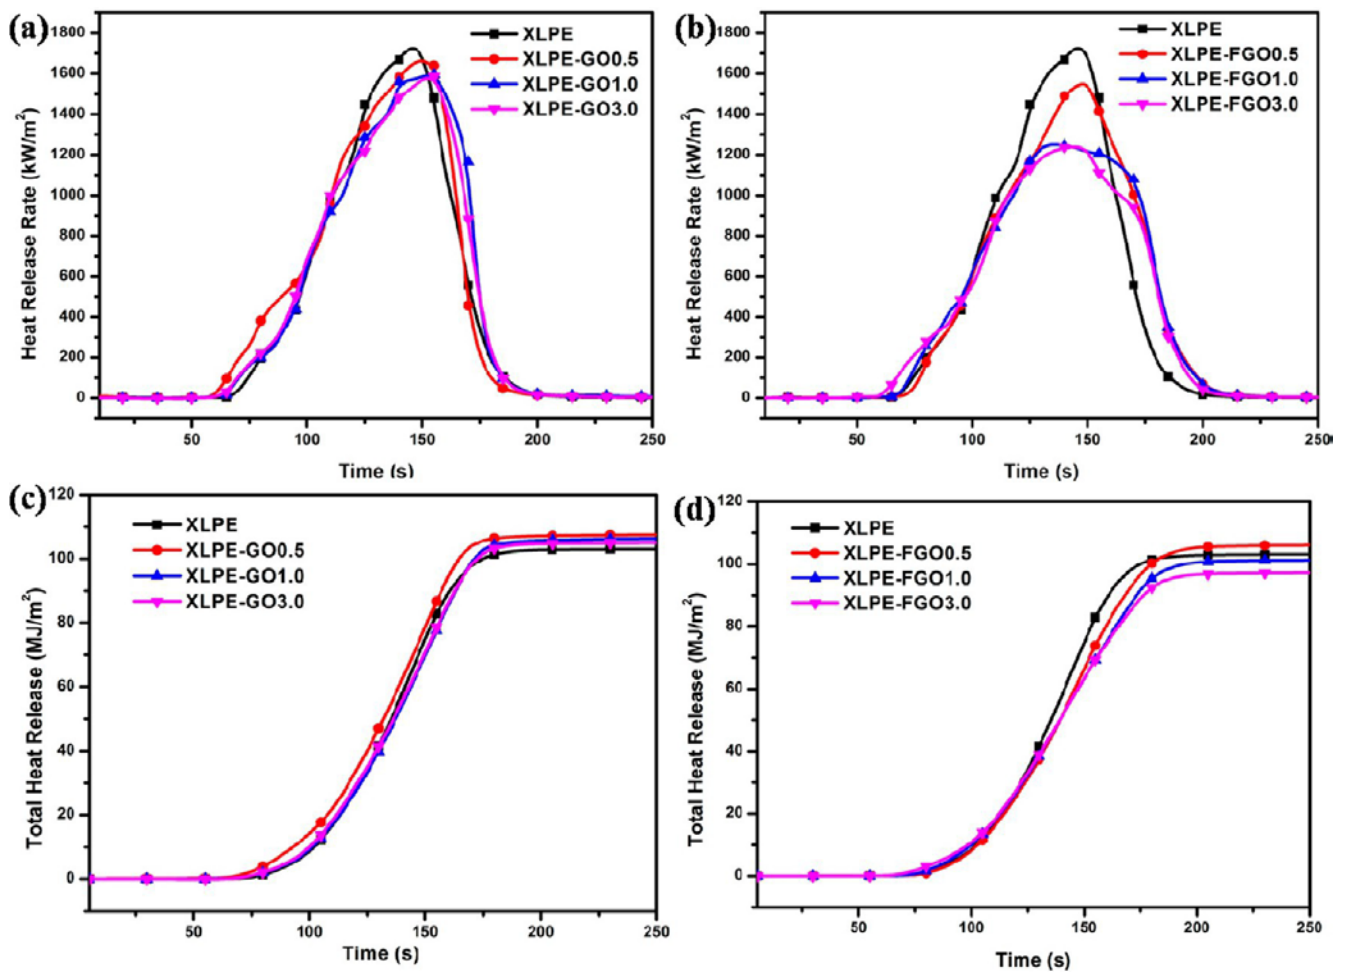 (a)
XLPE
XLPE-GO0.5
XLPE-GO1.0
XLPE-GO3.0
Heat Release Rate (kW/m²)
1800
1600
1400
1200
1000
800
600
400
200
0
50 100 150 200 250
Time (s)
(b)
XLPE
XLPE-FGO0.5
XLPE-FGO1.0
XLPE-FGO3.0
Heat Release Rate (kW/m²)
1800
1600
1400
1200
1000
800
600
400
200
0
50 100 150 200 250
Time (s)
(c)
XLPE
XLPE-GO0.5
XLPE-GO1.0
XLPE-GO3.0
Total Heat Release (MJ/m²)
120
100
80
60
40
20
0
50 100 150 200 250
Time (s)
(d)
XLPE
XLPE-FGO0.5
XLPE-FGO1.0
XLPE-FGO3.0
Total Heat Release (MJ/m²)
120
100
80
60
40
20
0
50 100 150 200 250
Time (s)